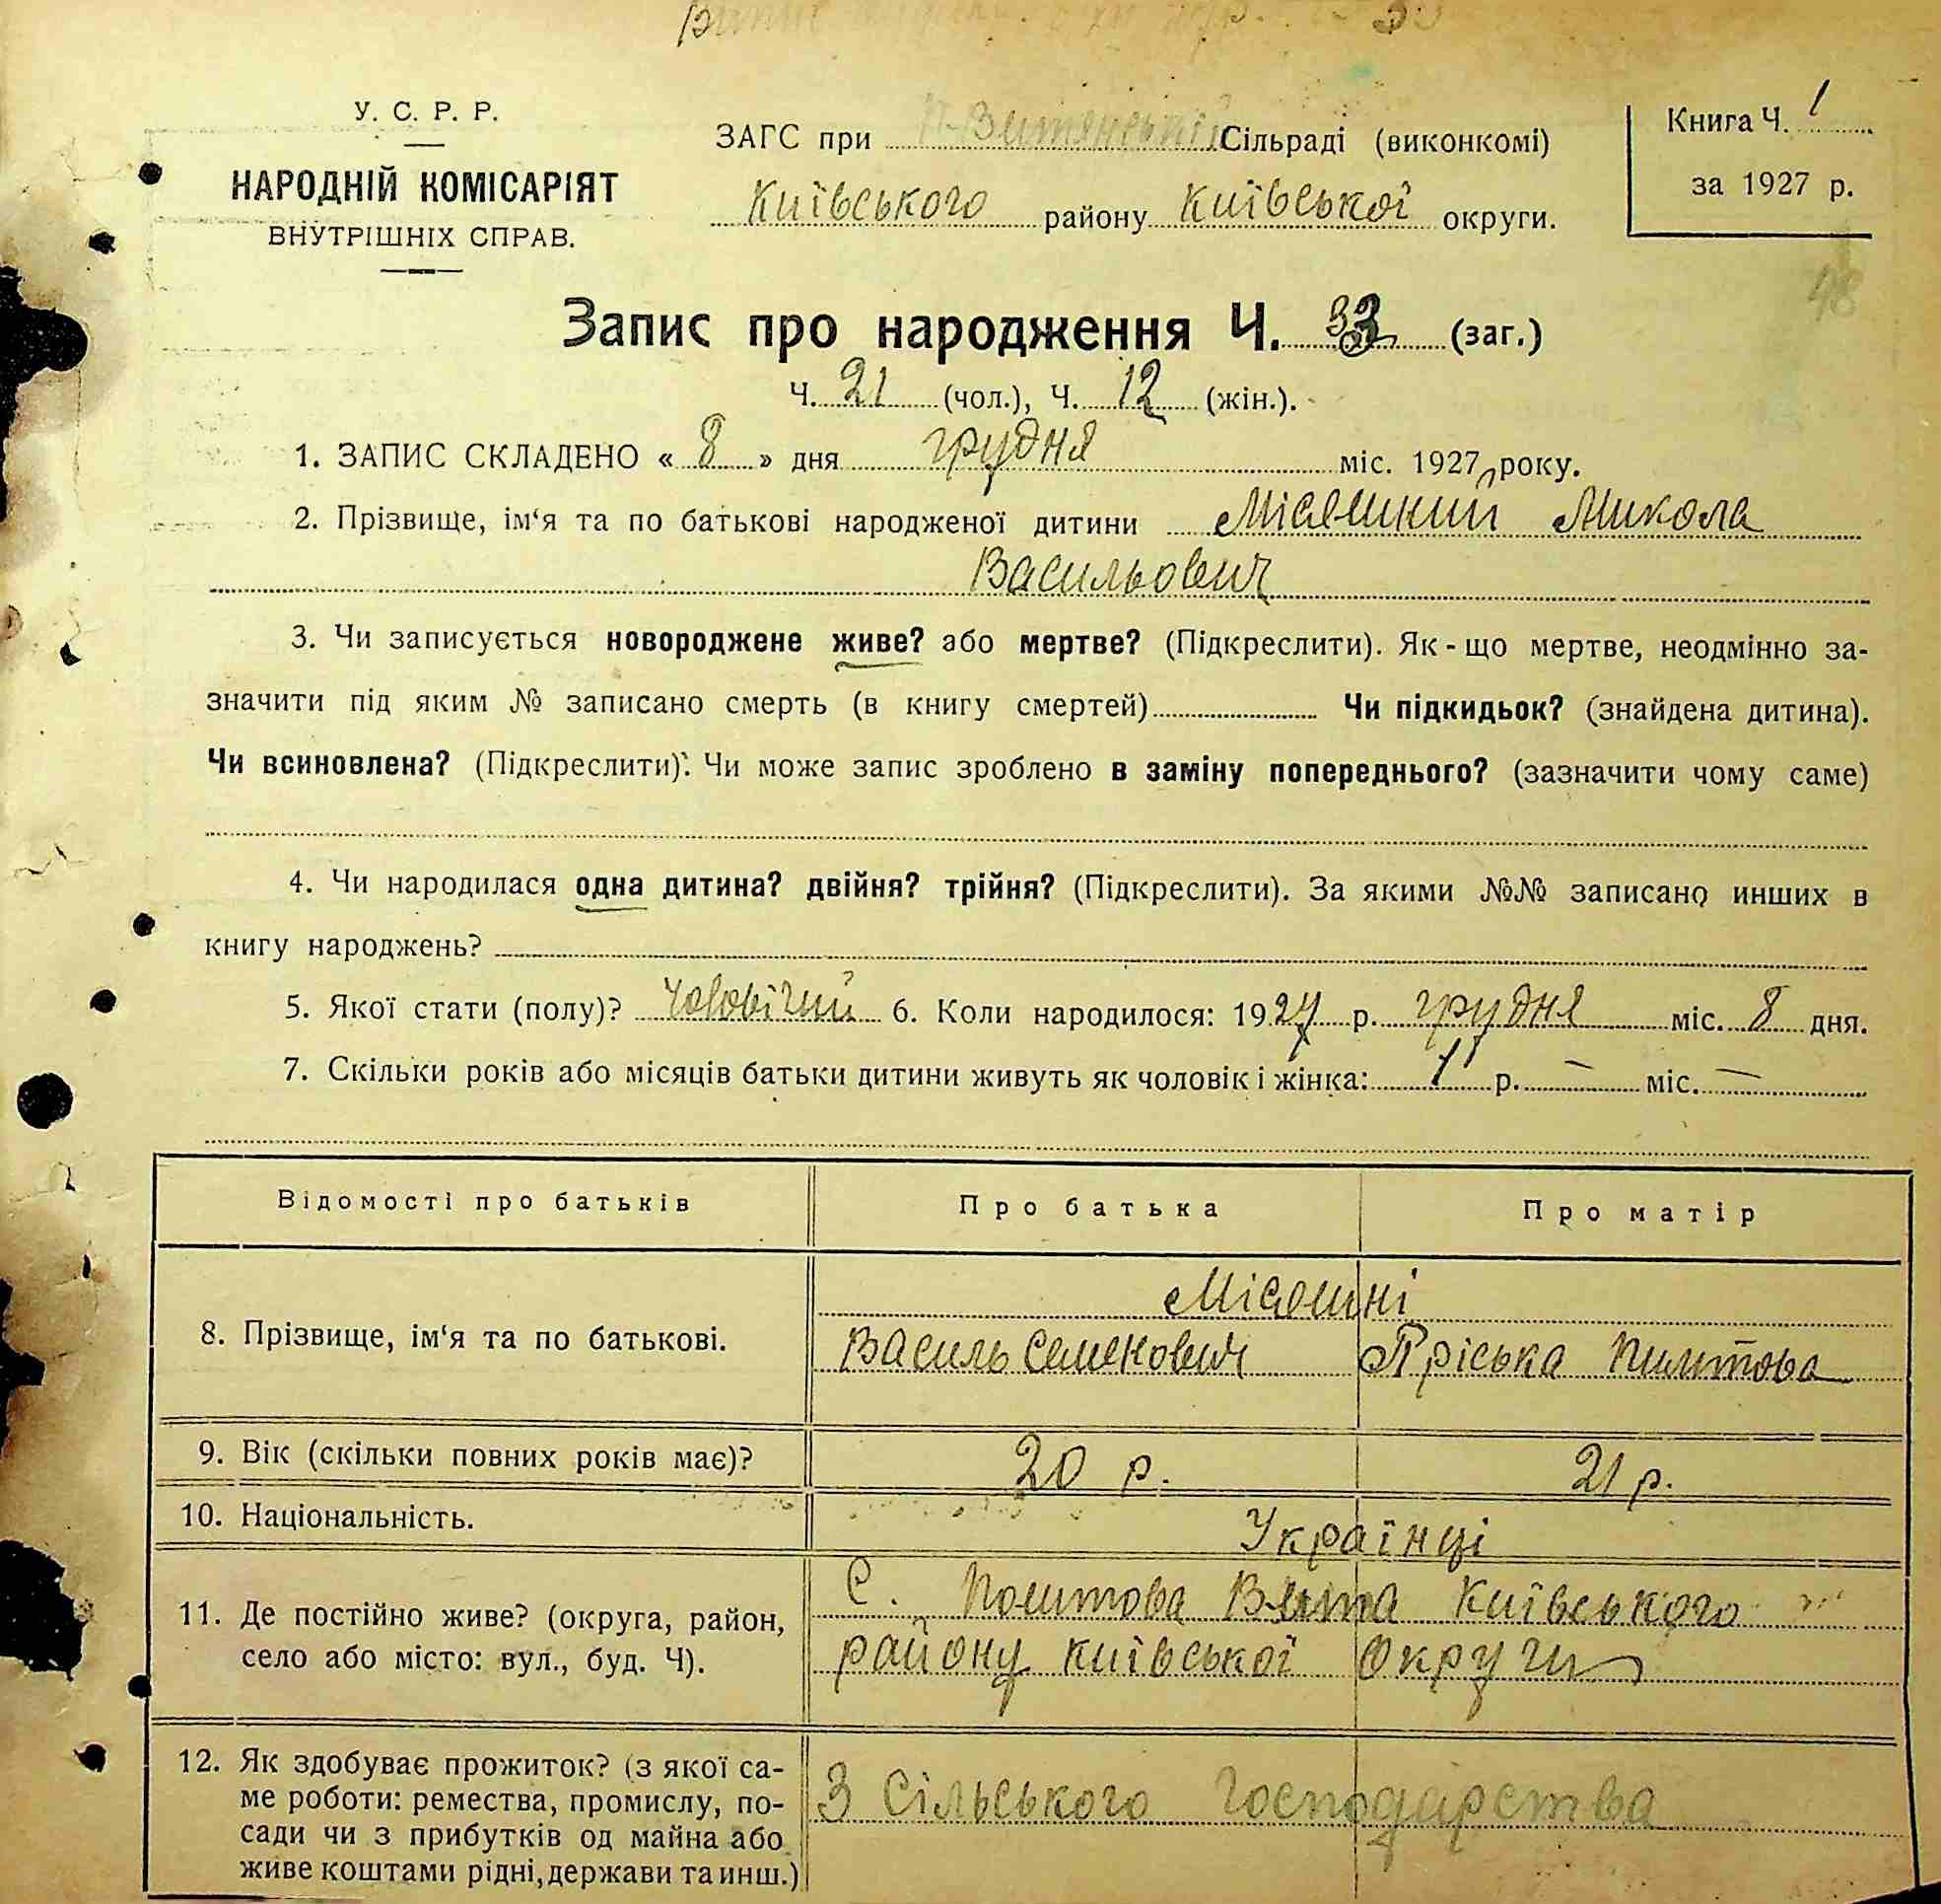 У. С. Р. Р.
НАРОДНІЙ КОМІСАРІЯТ
ВНУТРІШНІХ СПРАВ.
ЗАГС при П-Витянській Сільраді (виконкомі)
Київського району Київської округи.
Книга Ч. 1
за 1927 р.
48
Запис про народження Ч. 33 (заг.)
Ч. 21 (чол.), Ч. 12 (жін.).
1. ЗАПИС СКЛАДЕНО « 8 » дня грудня міс. 1927 року.
2. Прізвище, ім‘я та по батькові народженої дитини Місяшний Микола
Васильович
3. Чи записується новороджене живе? або мертве? (Підкреслити). Як-що мертве, неодмінно за-
значити під яким № записано смерть (в книгу смертей) Чи підкидьок? (знайдена дитина).
Чи всиновлена? (Підкреслити). Чи може запис зроблено в заміну попереднього? (зазначити чому саме)
4. Чи народилася одна дитина? двійня? трійня? (Підкреслити). За якими №№ записано инших в
книгу народжень?
5. Якої стати (полу)? Чоловічий 6. Коли народилося: 1927 р. грудня міс. 8 дня.
7. Скільки років або місяців батьки дитини живуть як чоловік і жінка: 1 р. — міс. —
Відомості про батьків Про батька Про матір
Місяшні
8. Прізвище, ім‘я та по батькові. Василь Семенович Пріська Пилипова
9. Вік (скільки повних років має)? 20 р. 21 р.
10. Національність. Українці
11. Де постійно живе? (округа, район, С. Поштова Вита Київського
село або місто: вул., буд. Ч). району Київської Округи
12. Як здобуває прожиток? (з якої са-
ме роботи: ремества, промислу, по- З Сільського Господарства
сади чи з прибутків од майна або
живе коштами рідні, держави та инш.)